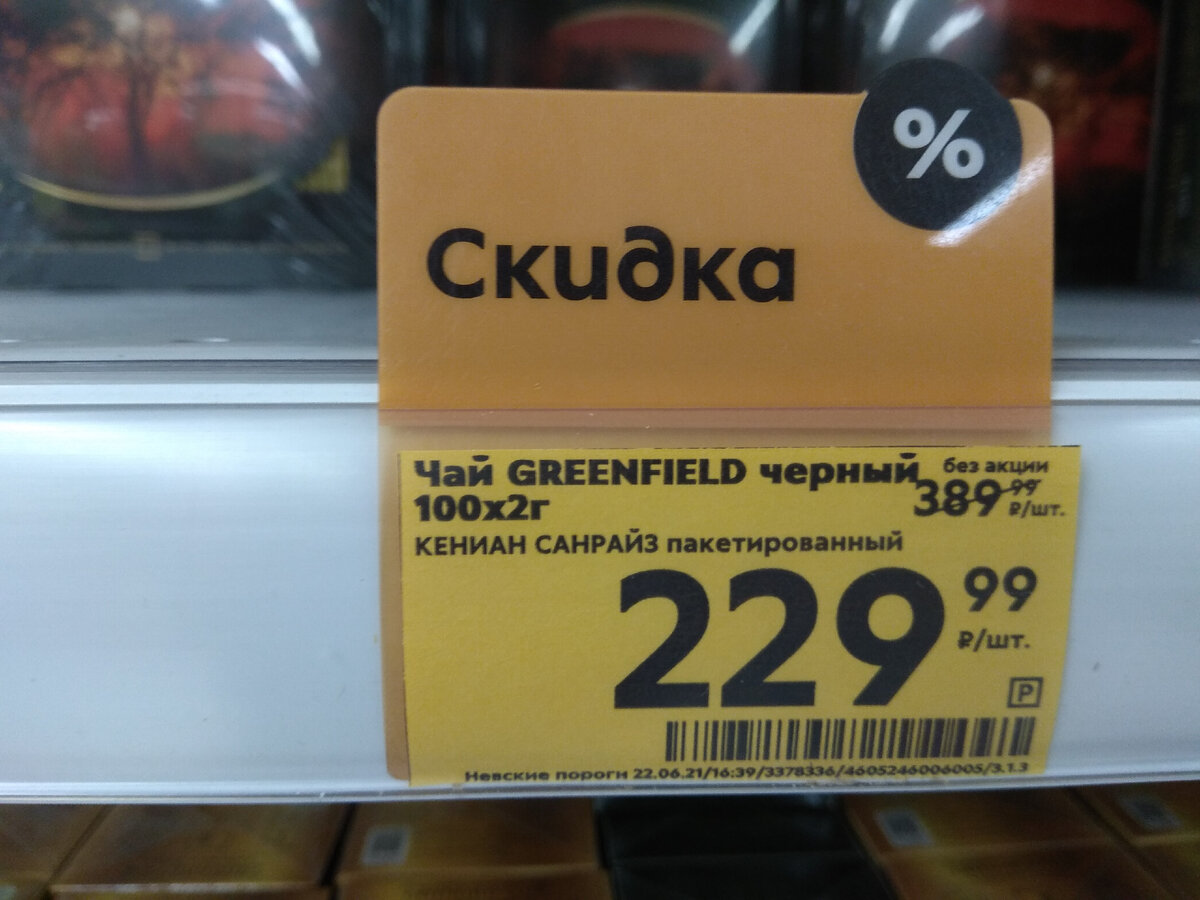 %
Скидка
Чай GREENFIELD черный
100х2г
без акции
389 99
₽/шт.
КЕНИАН САНРАЙЗ пакетированный
229 99
₽/шт.
P
Невские пороги 22.06.21/16:39/3378336/4605246006005/3.1.3